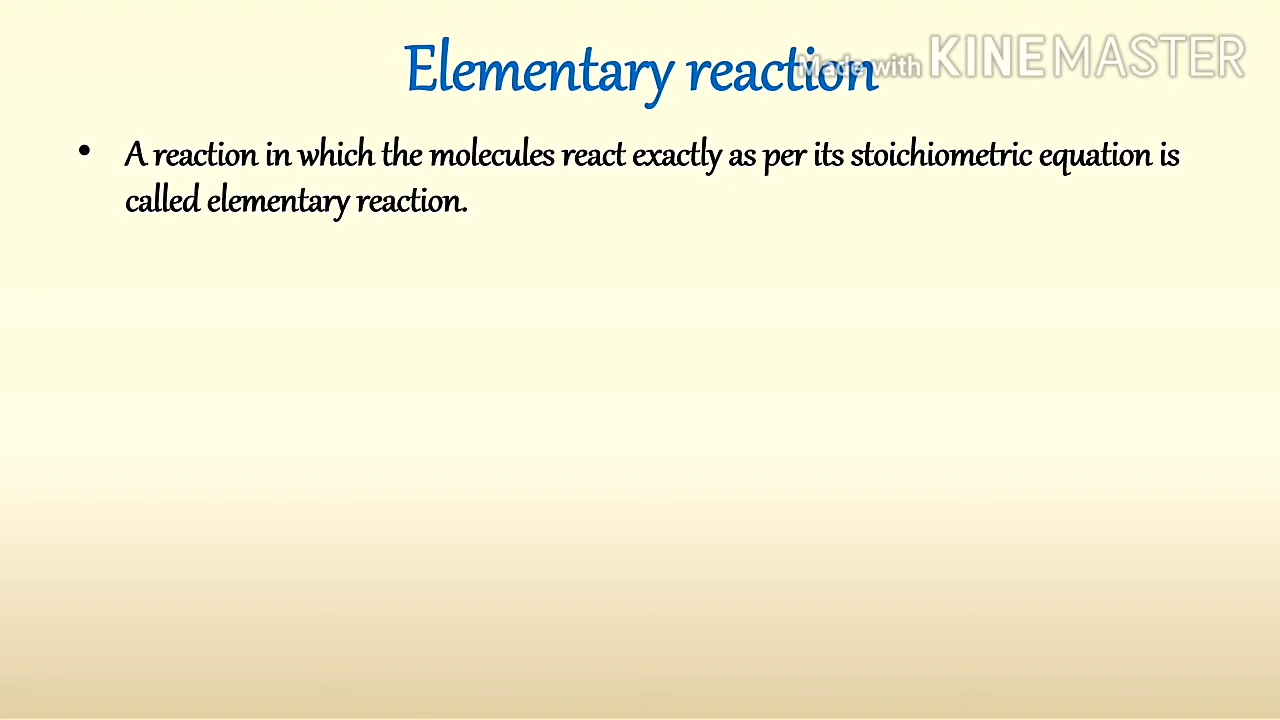 Elementary reaction
Made with KINEMASTER
• A reaction in which the molecules react exactly as per its stoichiometric equation is
called elementary reaction.